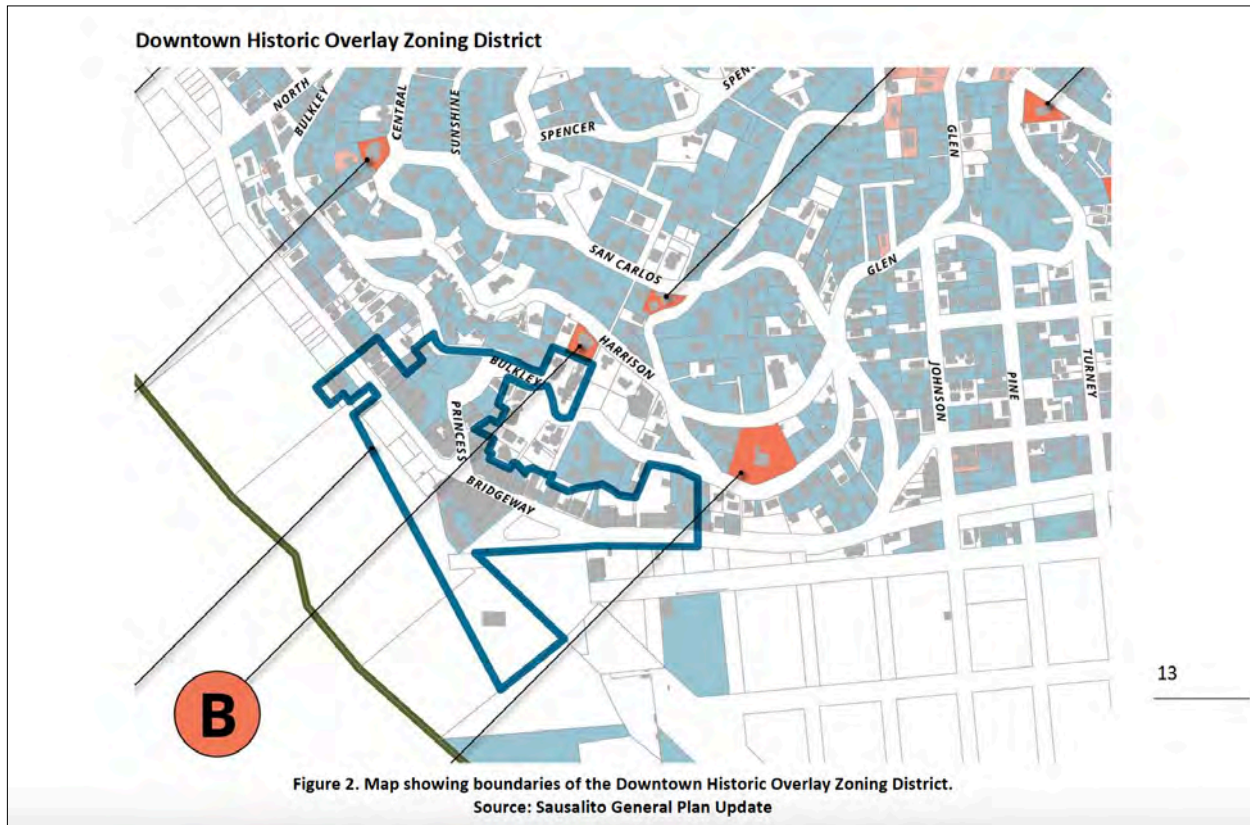 Downtown Historic Overlay Zoning District
NORTH
BULKLEY
CENTRAL
SUNSHINE
SPENCER
GLEN
SAN CARLOS
GLEN
HARRISON
BULKLEY
PRINCESS
BRIDGEWAY
JOHNSON
PINE
TURNEY
B
13
Figure 2. Map showing boundaries of the Downtown Historic Overlay Zoning District.
Source: Sausalito General Plan Update